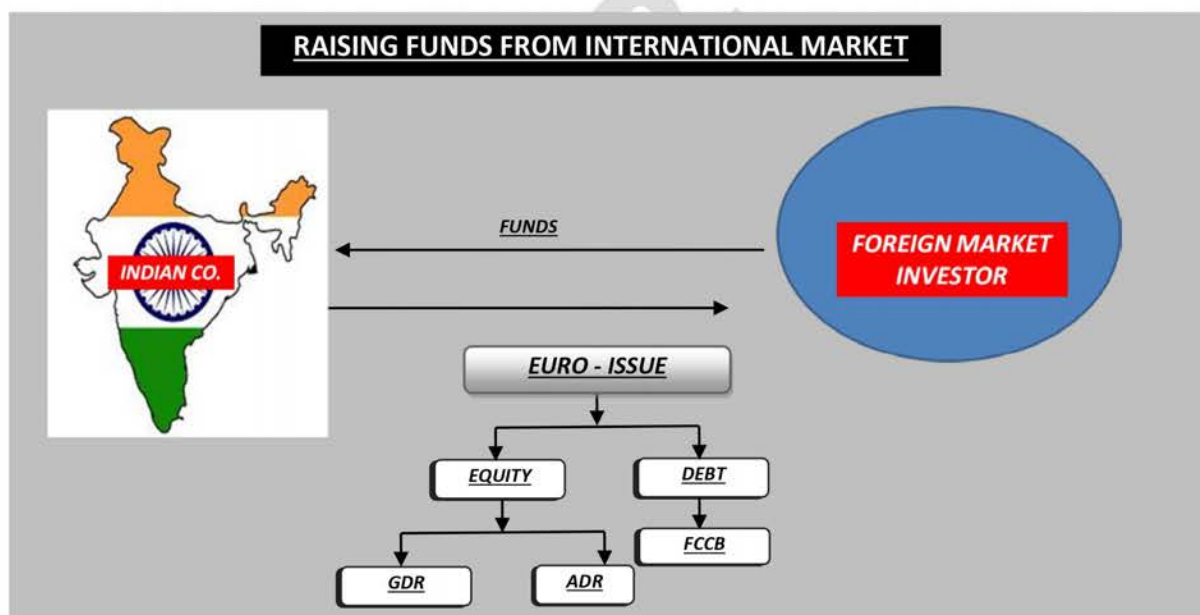 RAISING FUNDS FROM INTERNATIONAL MARKET
FUNDS
INDIAN CO.
FOREIGN MARKET
INVESTOR
EURO - ISSUE
EQUITY
DEBT
FCCB
GDR
ADR